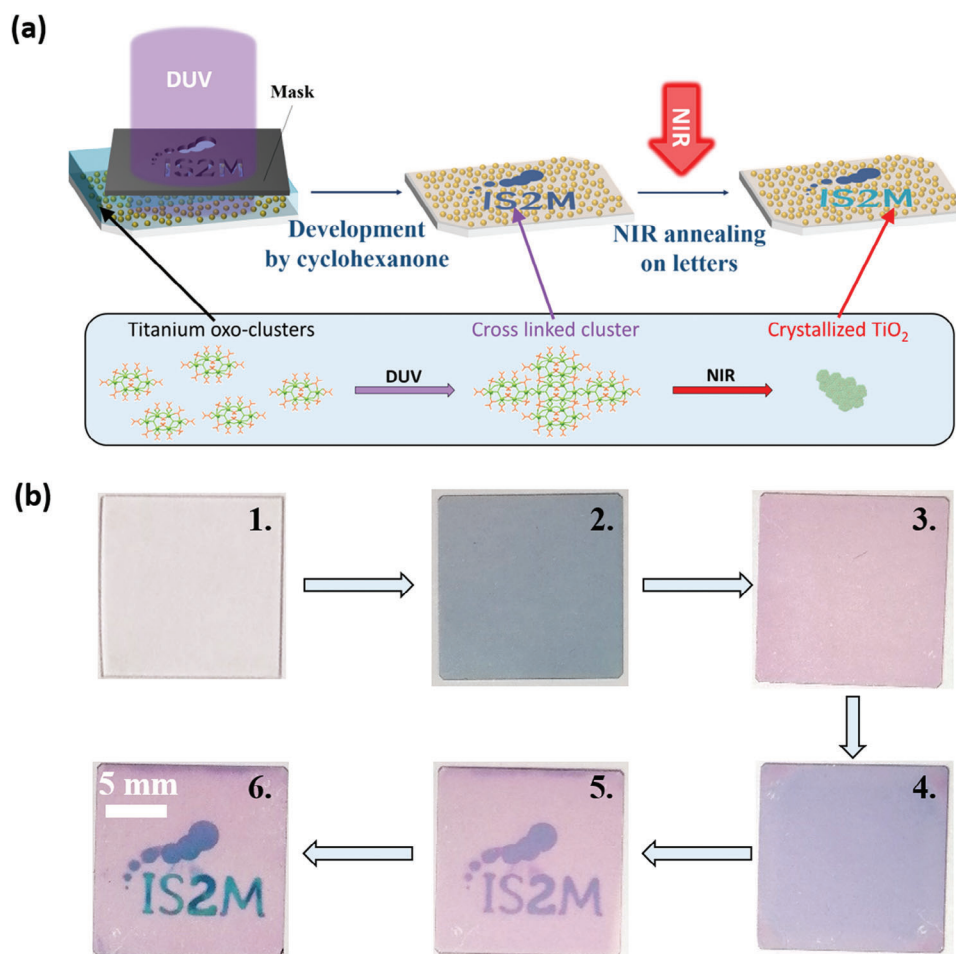 (a)
DUV
Mask
IS2M
Development
by cyclohexanone
IS2M
NIR
NIR annealing
on letters
IS2M
Titanium oxo-clusters
DUV
Cross linked cluster
NIR
Crystallized TiO₂
(b)
1.
2.
3.
4.
5.
IS2M
6.
5 mm
IS2M